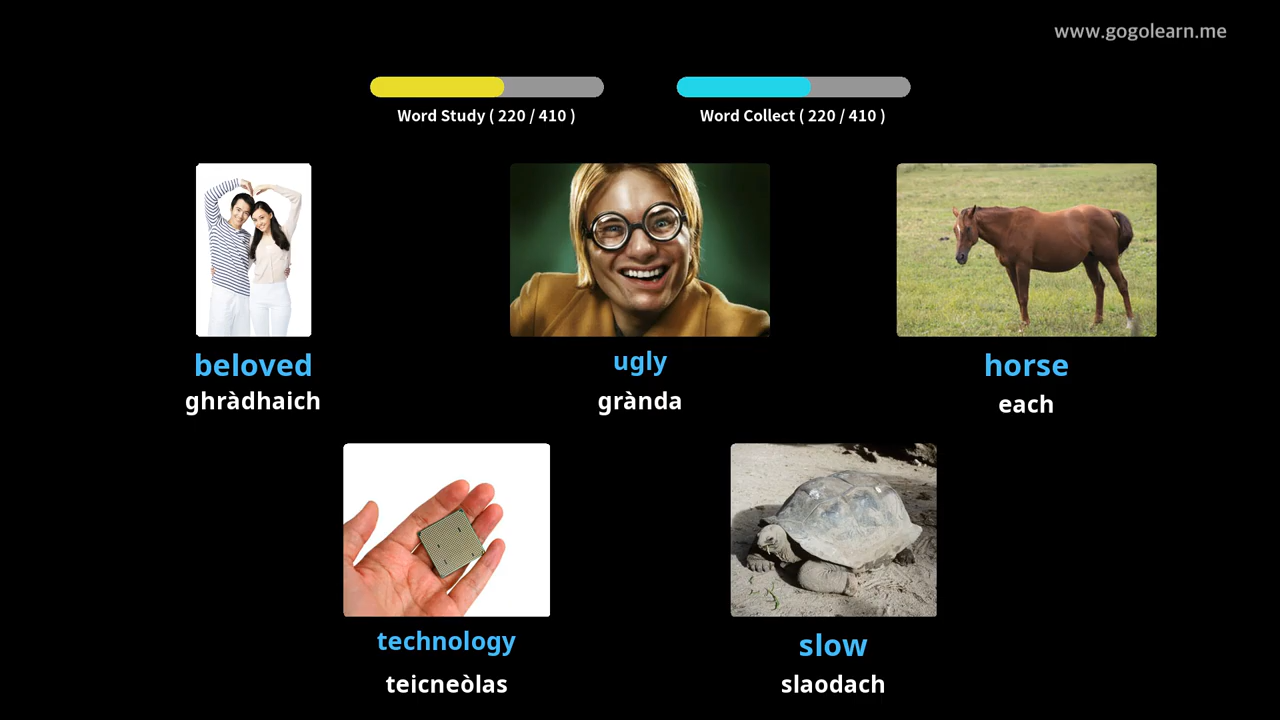 www.gogolearn.me
Word Study ( 220 / 410 )
Word Collect ( 220 / 410 )
beloved
ghràdhaich
ugly
grànda
horse
each
technology
teicneòlas
slow
slaodach